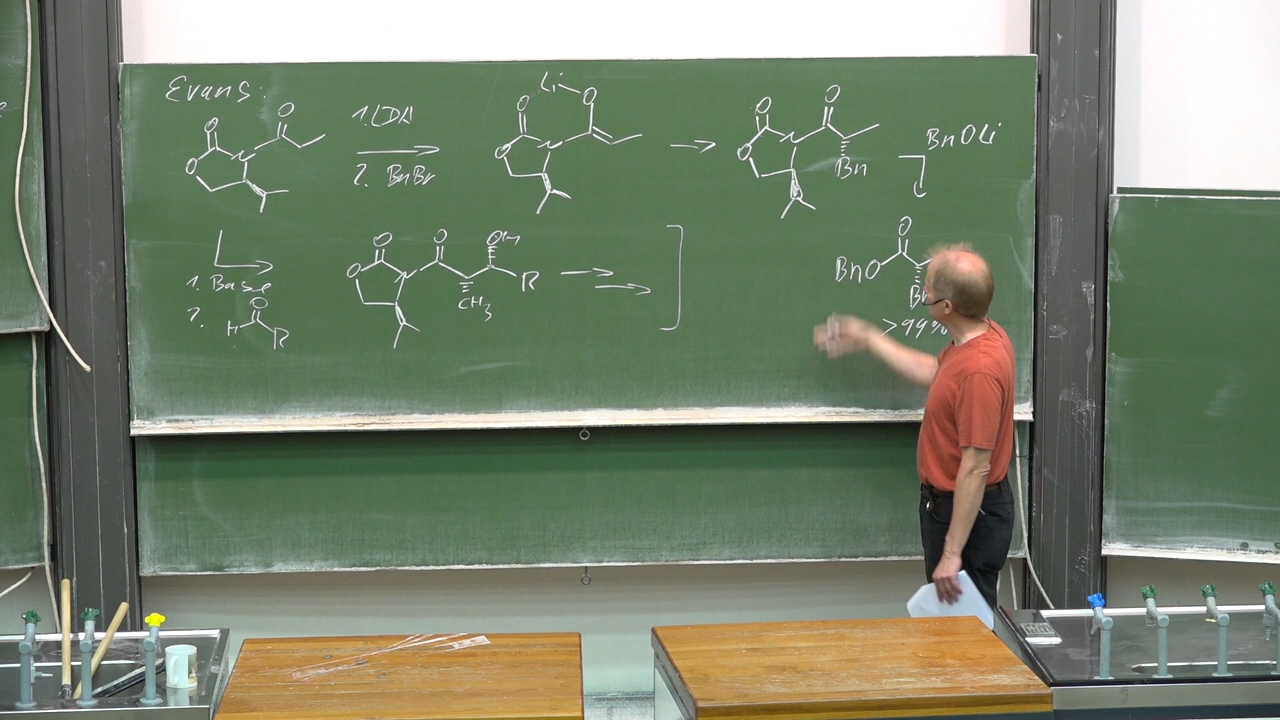 Evans:
O O
O N
1. LDA
2. BnBr
Li
O O
O N
O O
O N
Bn
BnOLi
1. Base
2.
O
H R
O O OH
O N R
CH3
O
BnO
>99%